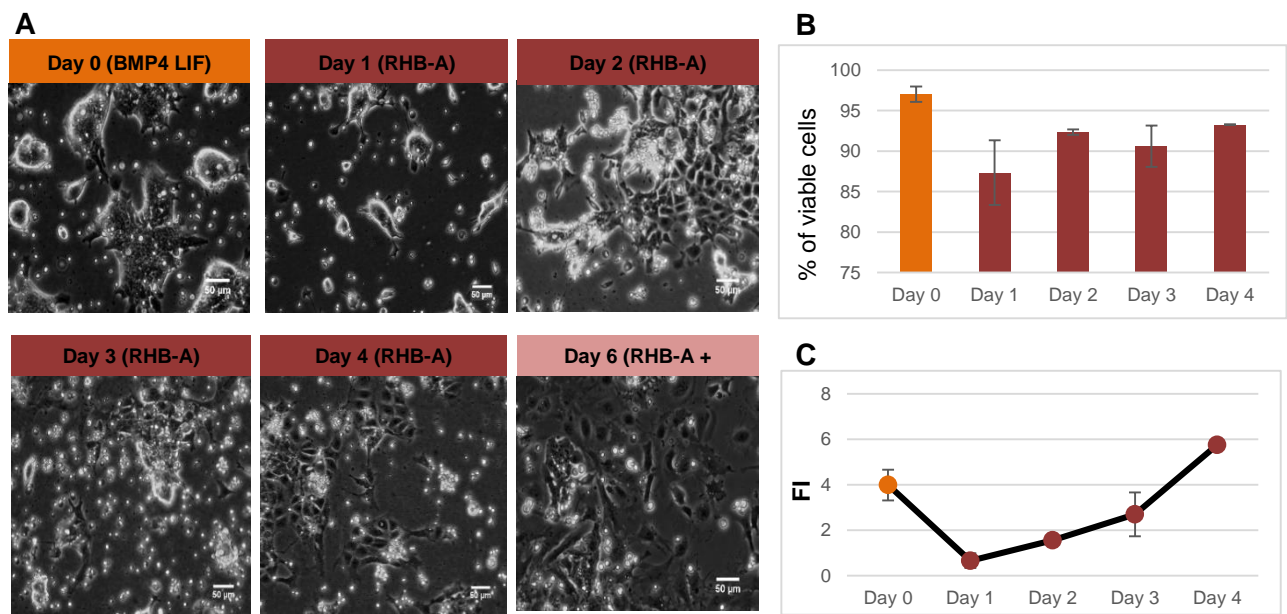 A
Day 0 (BMP4 LIF)
Day 1 (RHB-A)
Day 2 (RHB-A)
50 µm
50 µm
50 µm
Day 3 (RHB-A)
Day 4 (RHB-A)
Day 6 (RHB-A +
50 µm
50 µm
50 µm
B
% of viable cells
100
95
90
85
80
75
Day 0 Day 1 Day 2 Day 3 Day 4
C
FI
8
6
4
2
0
Day 0 Day 1 Day 2 Day 3 Day 4